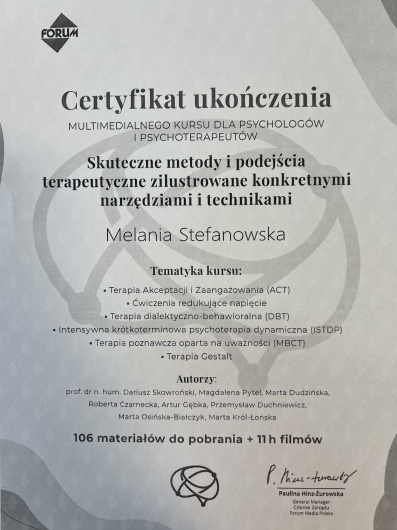 FORUM
Certyfikat ukończenia
MULTIMEDIALNEGO KURSU DLA PSYCHOLOGÓW
I PSYCHOTERAPEUTÓW
Skuteczne metody i podejścia
terapeutyczne zilustrowane konkretnymi
narzędziami i technikami
Melania Stefanowska
Tematyka kursu:
• Terapia Akceptacji i Zaangażowania (ACT)
• Ćwiczenia redukujące napięcie
• Terapia dialektyczno-behawioralna (DBT)
• Intensywna krótkoterminowa psychoterapia dynamiczna (ISTDP)
• Terapia poznawcza oparta na uważności (MBCT)
• Terapia Gestalt
Autorzy:
prof. dr n. hum. Dariusz Skowroński, Magdalena Pytel, Marta Dudzińska,
Roberta Czarnecka, Artur Gębka, Przemysław Duchniewicz,
Marta Osińska-Białczyk, Marta Król-Łonska
106 materiałów do pobrania + 11 h filmów
P. Hinz-Żurowska
Paulina Hinz-Żurowska
General Manager
Członek Zarządu
Forum Media Polska